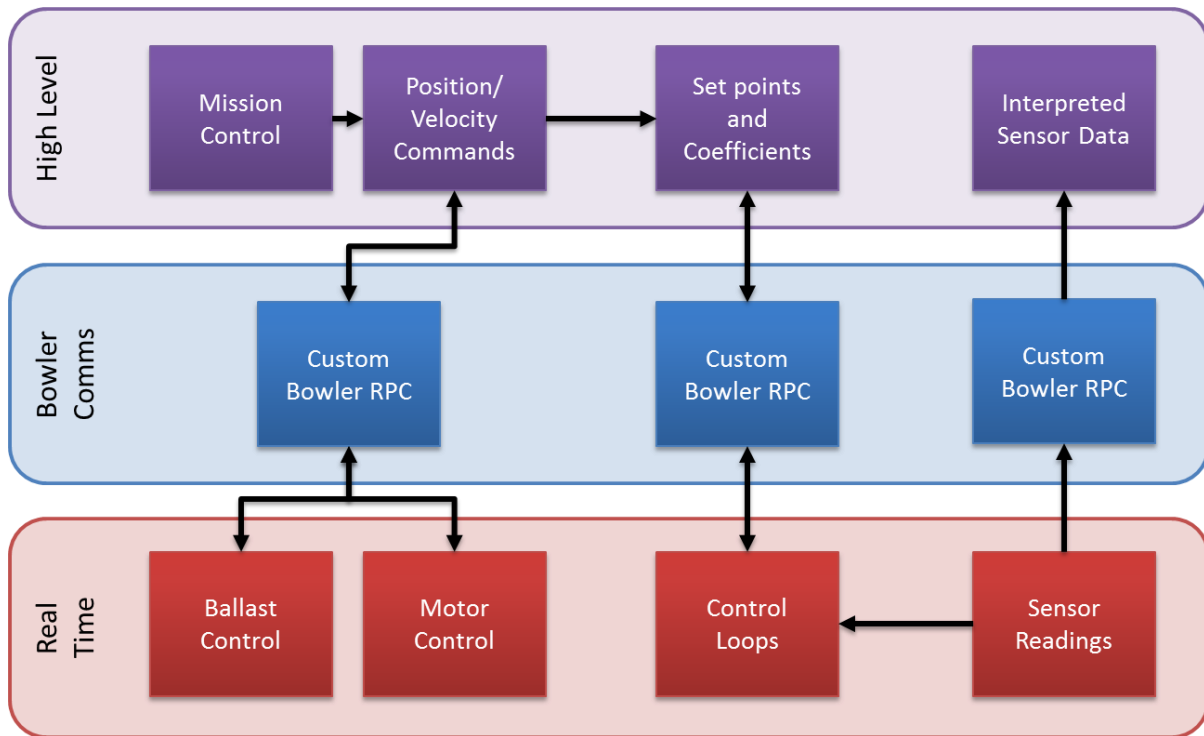 High Level
Mission
Control
Position/
Velocity
Commands
Set points
and
Coefficients
Interpreted
Sensor Data
Bowler
Comms
Custom
Bowler RPC
Custom
Bowler RPC
Custom
Bowler RPC
Real
Time
Ballast
Control
Motor
Control
Control
Loops
Sensor
Readings